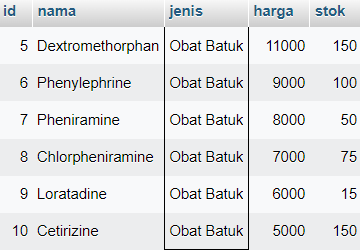 id nama jenis harga stok
5 Dextromethorphan Obat Batuk 11000 150
6 Phenylephrine Obat Batuk 9000 100
7 Pheniramine Obat Batuk 8000 50
8 Chlorpheniramine Obat Batuk 7000 75
9 Loratadine Obat Batuk 6000 15
10 Cetirizine Obat Batuk 5000 150